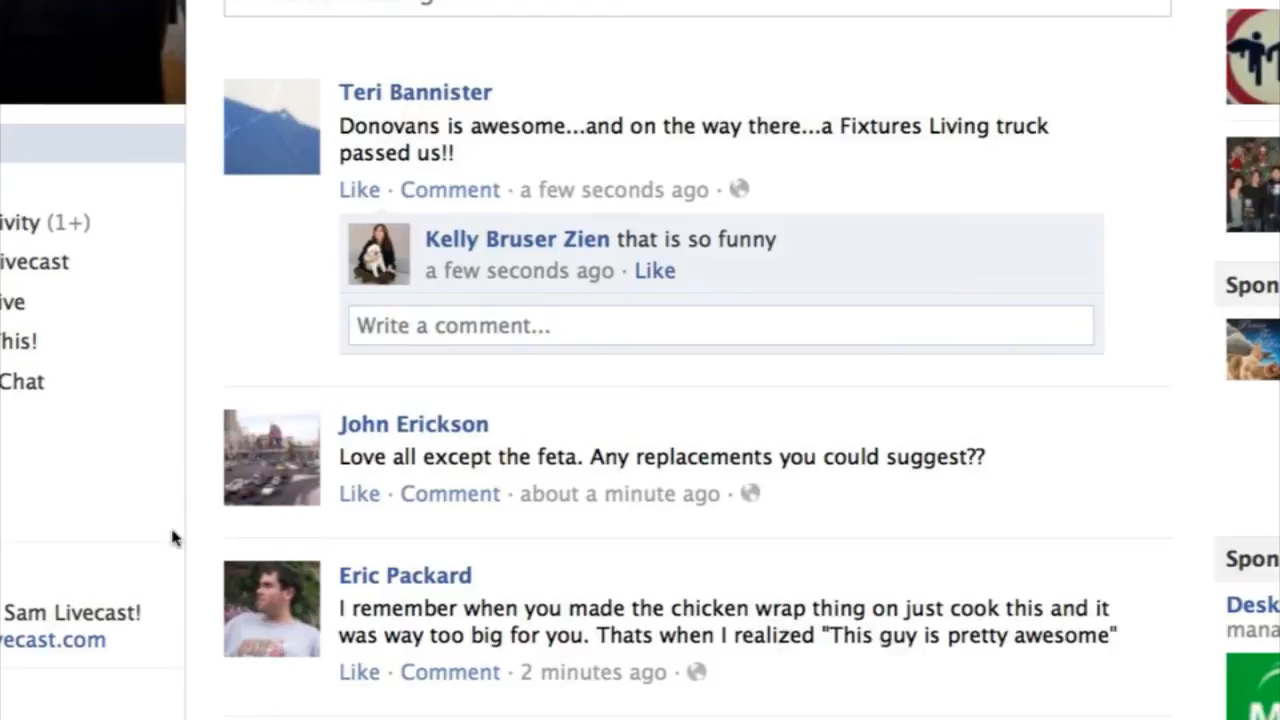 Teri Bannister
Donovans is awesome...and on the way there...a Fixtures Living truck
passed us!!
Like · Comment · a few seconds ago ·
Kelly Bruser Zien that is so funny
a few seconds ago · Like
Write a comment...
John Erickson
Love all except the feta. Any replacements you could suggest??
Like · Comment · about a minute ago ·
Eric Packard
I remember when you made the chicken wrap thing on just cook this and it
was way too big for you. Thats when I realized "This guy is pretty awesome"
Like · Comment · 2 minutes ago ·
ivity (1+)
ivecast
ive
his!
Chat
Sam Livecast!
vecast.com
Spon
Spon
Desk
mana